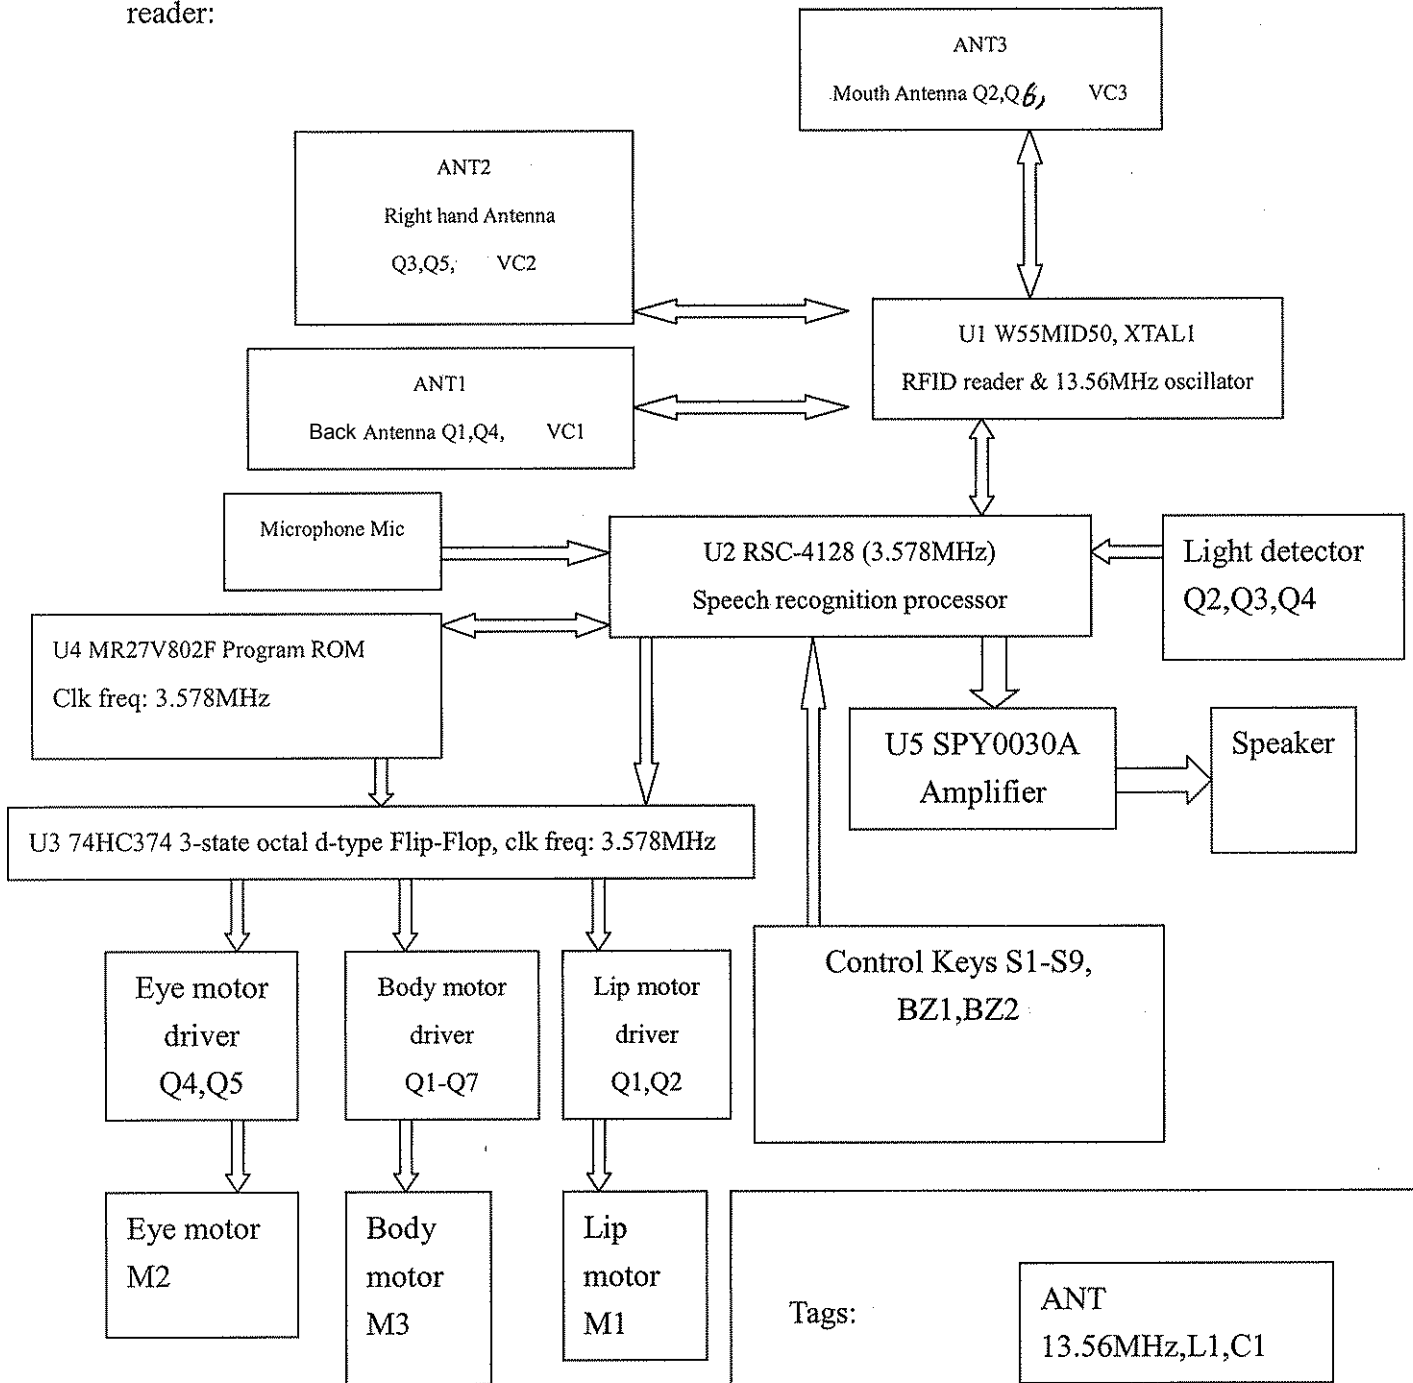 reader:
ANT3
Mouth Antenna Q2,Q6, VC3
ANT2
Right hand Antenna
Q3,Q5, VC2
U1 W55MID50, XTAL1
RFID reader & 13.56MHz oscillator
ANT1
Back Antenna Q1,Q4, VC1
Microphone Mic
U2 RSC-4128 (3.578MHz)
Speech recognition processor
Light detector
Q2,Q3,Q4
U4 MR27V802F Program ROM
Clk freq: 3.578MHz
U5 SPY0030A
Amplifier
Speaker
U3 74HC374 3-state octal d-type Flip-Flop, clk freq: 3.578MHz
Eye motor
driver
Q4,Q5
Body motor
driver
Q1-Q7
Lip motor
driver
Q1,Q2
Control Keys S1-S9,
BZ1,BZ2
Eye motor
M2
Body
motor
M3
Lip
motor
M1
Tags:
ANT
13.56MHz,L1,C1